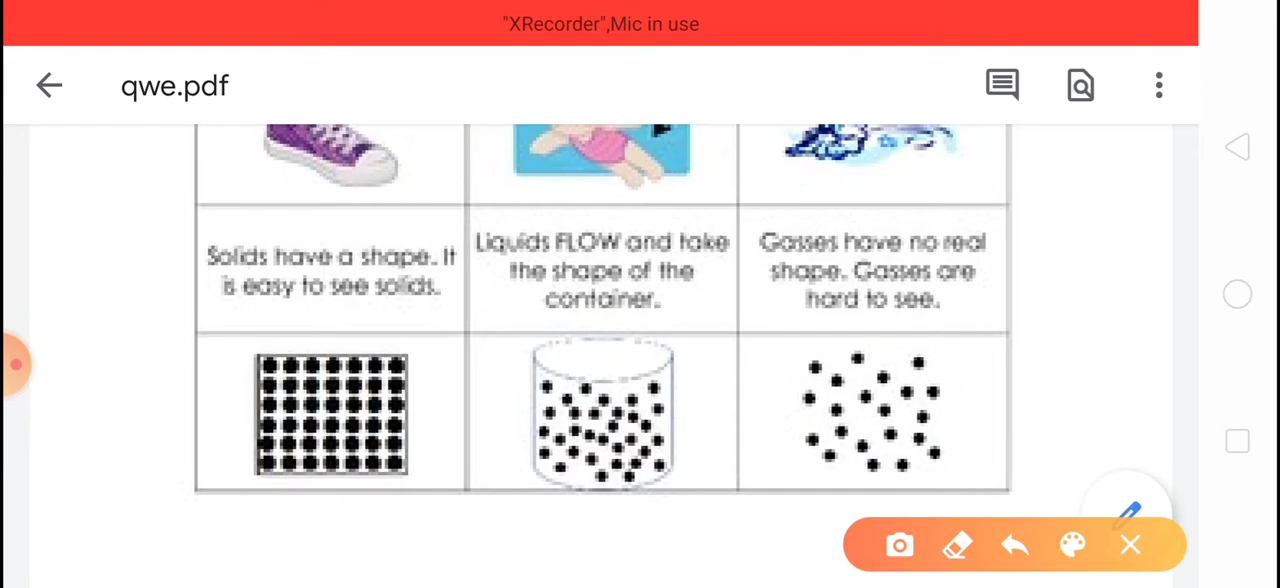 "XRecorder",Mic in use
qwe.pdf
Solids have a shape. It
is easy to see solids.
Liquids FLOW and take
the shape of the
container.
Gasses have no real
shape. Gasses are
hard to see.